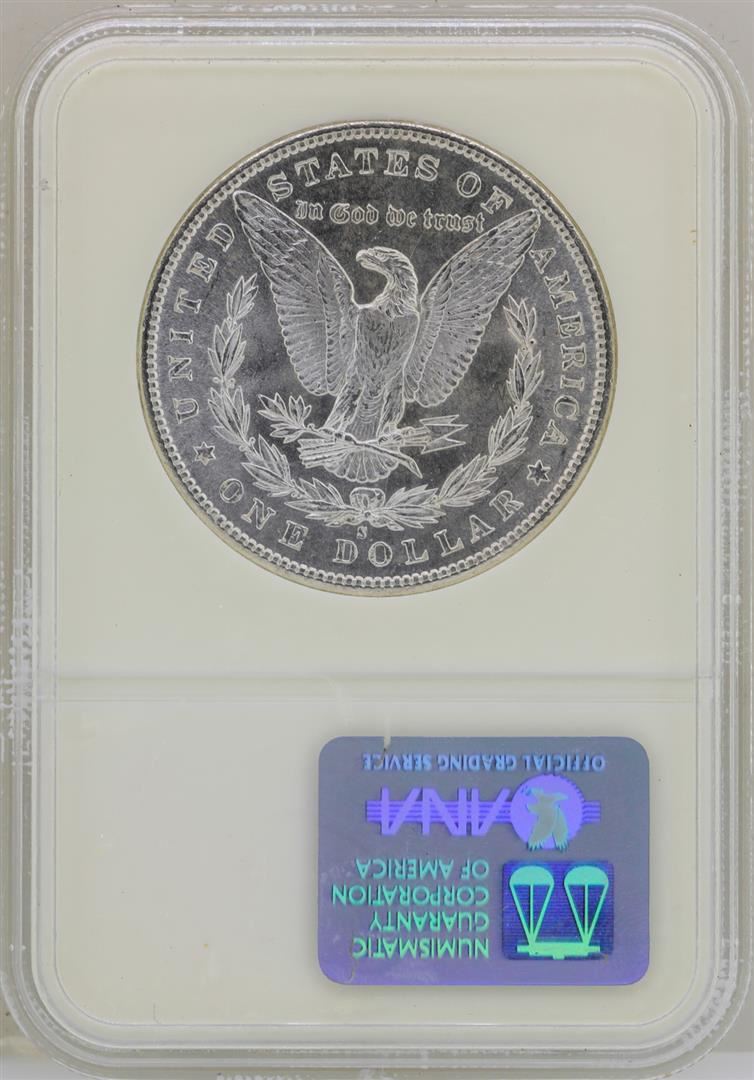 UNITED STATES OF AMERICA
In God we trust
S
ONE DOLLAR
OFFICIAL GRADING SERVICE
ANA
NUMISMATIC
GUARANTY
CORPORATION
OF AMERICA